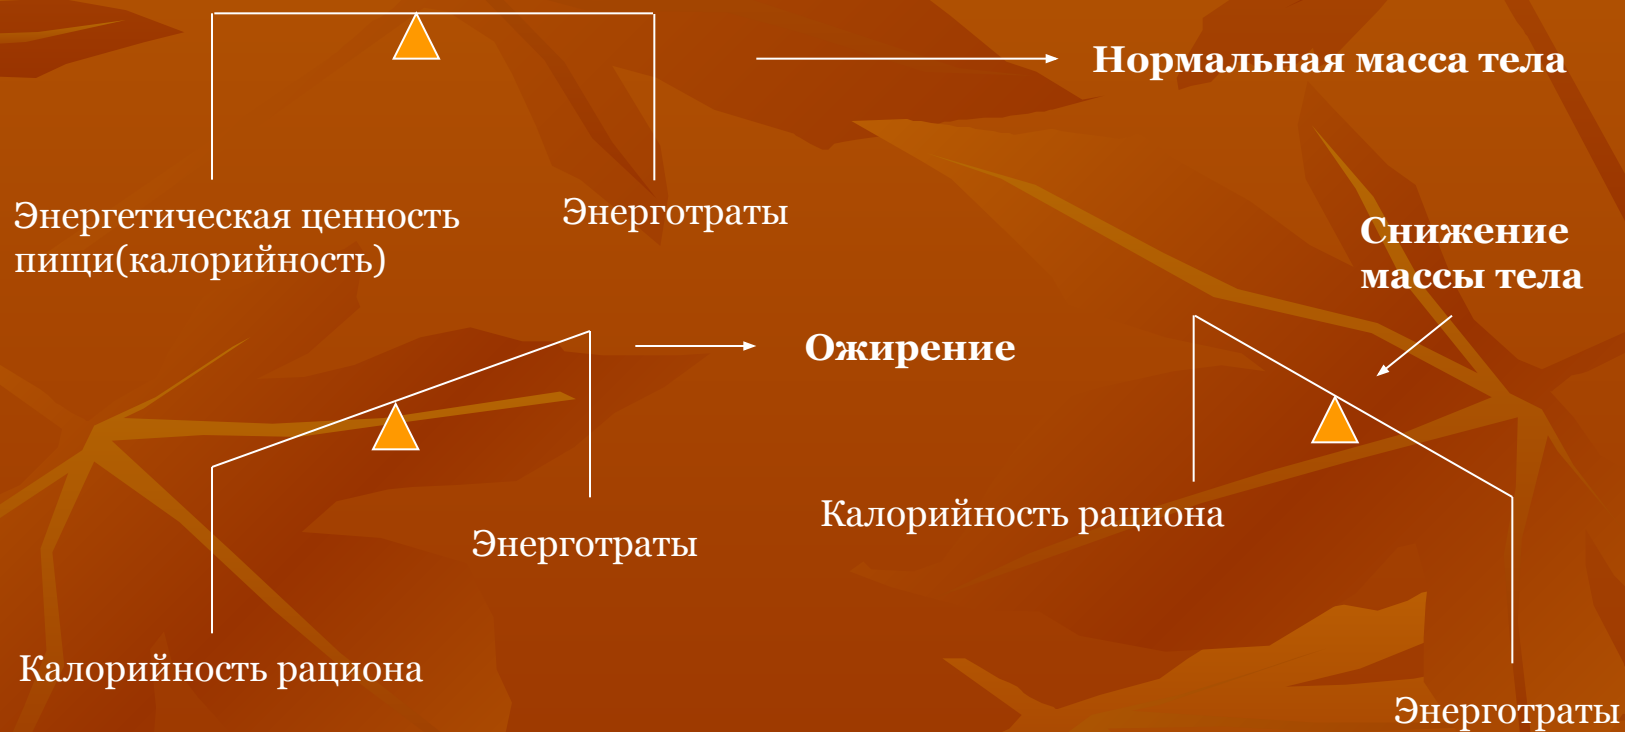 Нормальная масса тела
Энергетическая ценность
пищи(калорийность)
Энерготраты
Снижение
массы тела
Ожирение
Калорийность рациона
Энерготраты
Калорийность рациона
Энерготраты